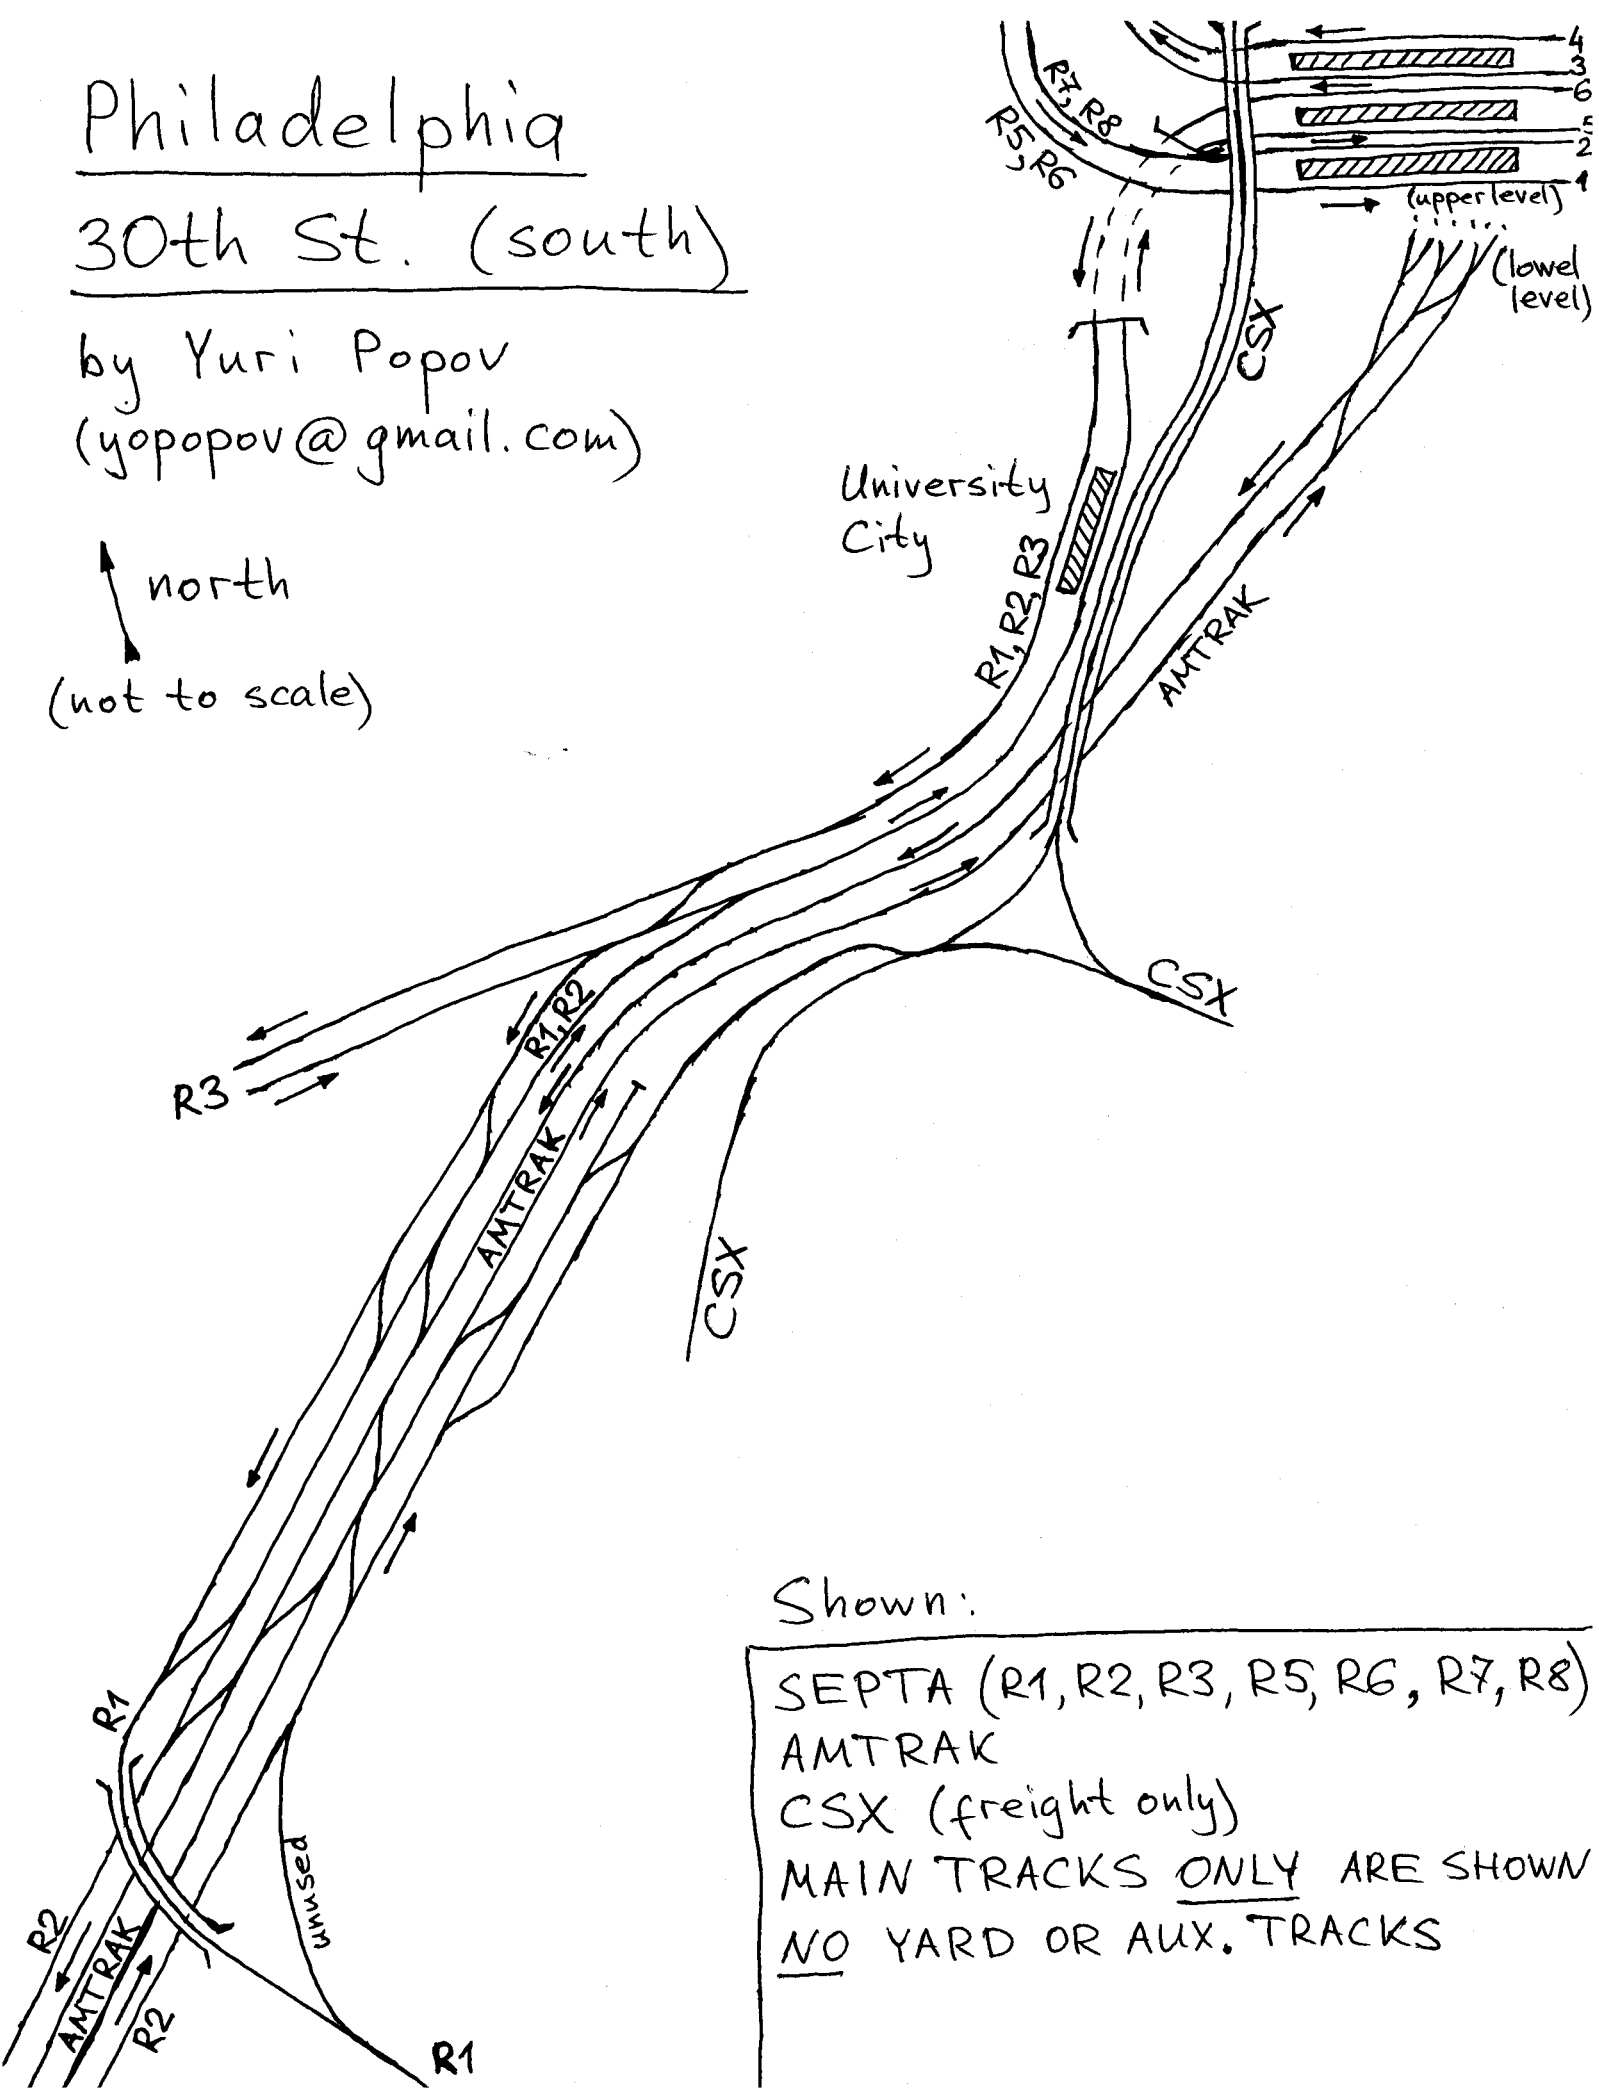 Philadelphia
30th St. (south)
by Yuri Popov
(yopopov@gmail.com)
north
(not to scale)
R7, R8
R5, R6
4
3
6
5
2
1
(upper level)
(lowel
level)
CSX
University
City
R1, R2, R3
AMTRAK
CSX
R1, R2
R3
AMTRAK
CSX
R1
unused
R2
AMTRAK
R2
R1
Shown:
SEPTA (R1, R2, R3, R5, R6, R7, R8)
AMTRAK
CSX (freight only)
MAIN TRACKS ONLY ARE SHOWN
NO YARD OR AUX. TRACKS